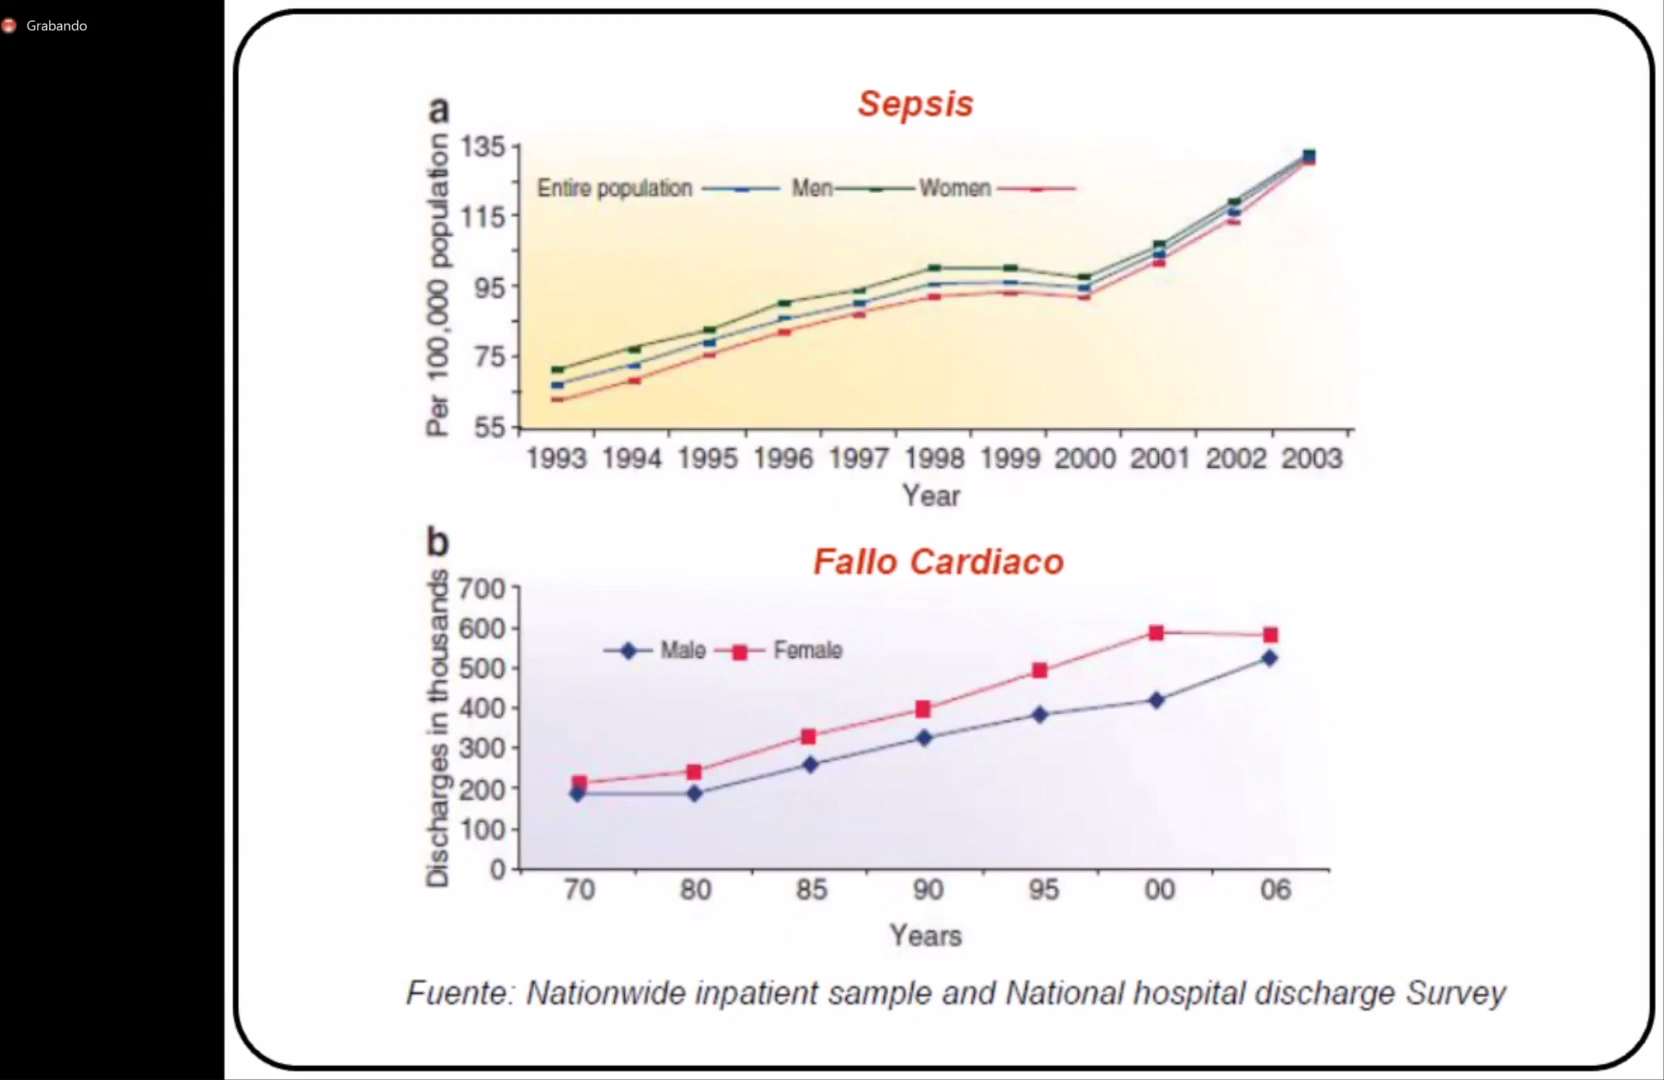 Grabando
Sepsis
a
Per 100,000 population
135
115
95
75
55
Entire population Men Women
1993 1994 1995 1996 1997 1998 1999 2000 2001 2002 2003
Year
b
Fallo Cardiaco
Discharges in thousands
700
600
500
400
300
200
100
0
Male Female
70 80 85 90 95 00 06
Years
Fuente: Nationwide inpatient sample and National hospital discharge Survey